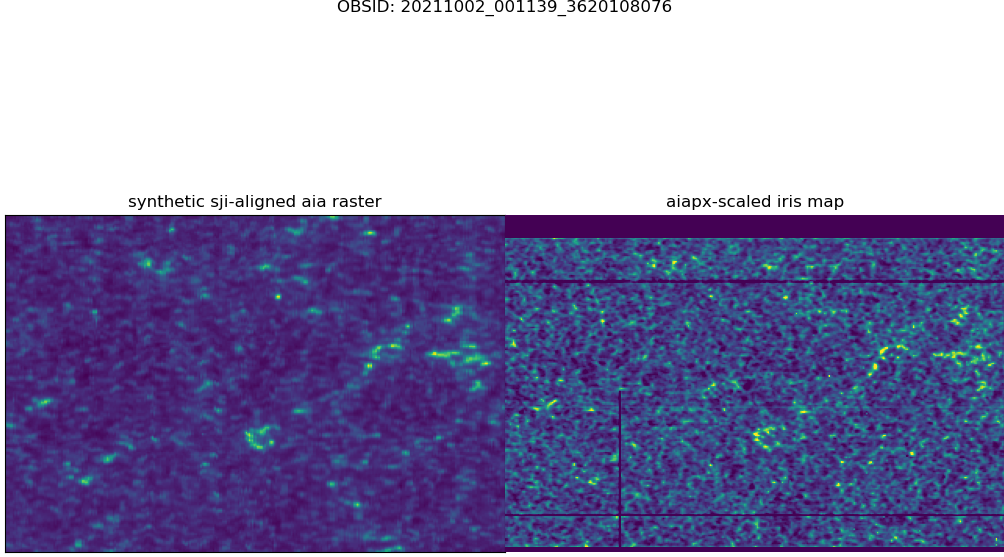 OBSID: 20211002_001139_3620108076
synthetic sji-aligned aia raster
aiapx-scaled iris map